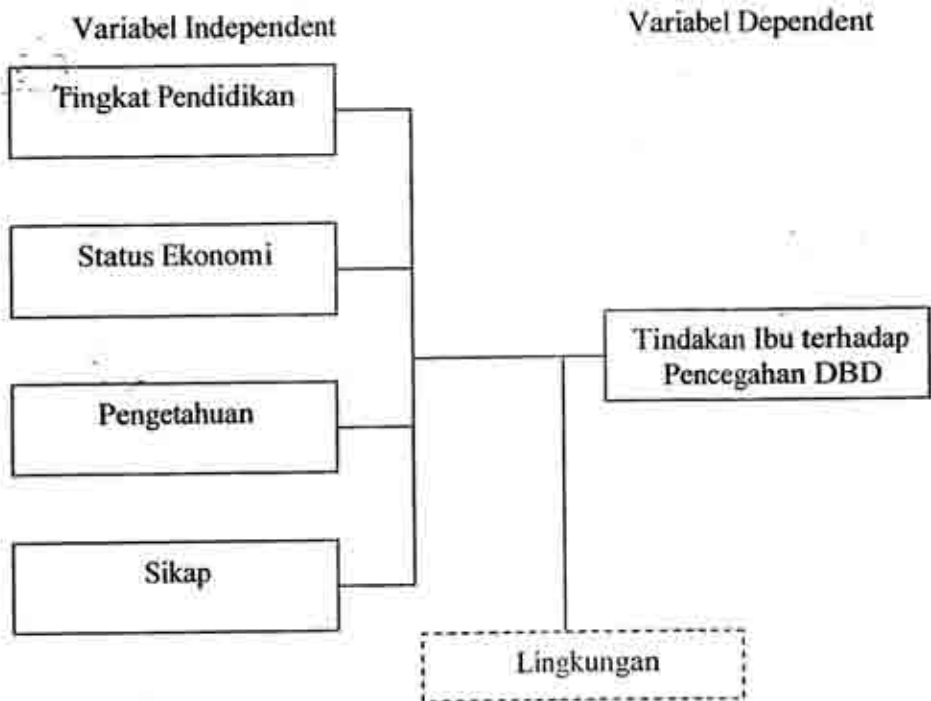 Variabel Independent
Variabel Dependent
Tingkat Pendidikan
Status Ekonomi
Tindakan Ibu terhadap
Pencegahan DBD
Pengetahuan
Sikap
Lingkungan